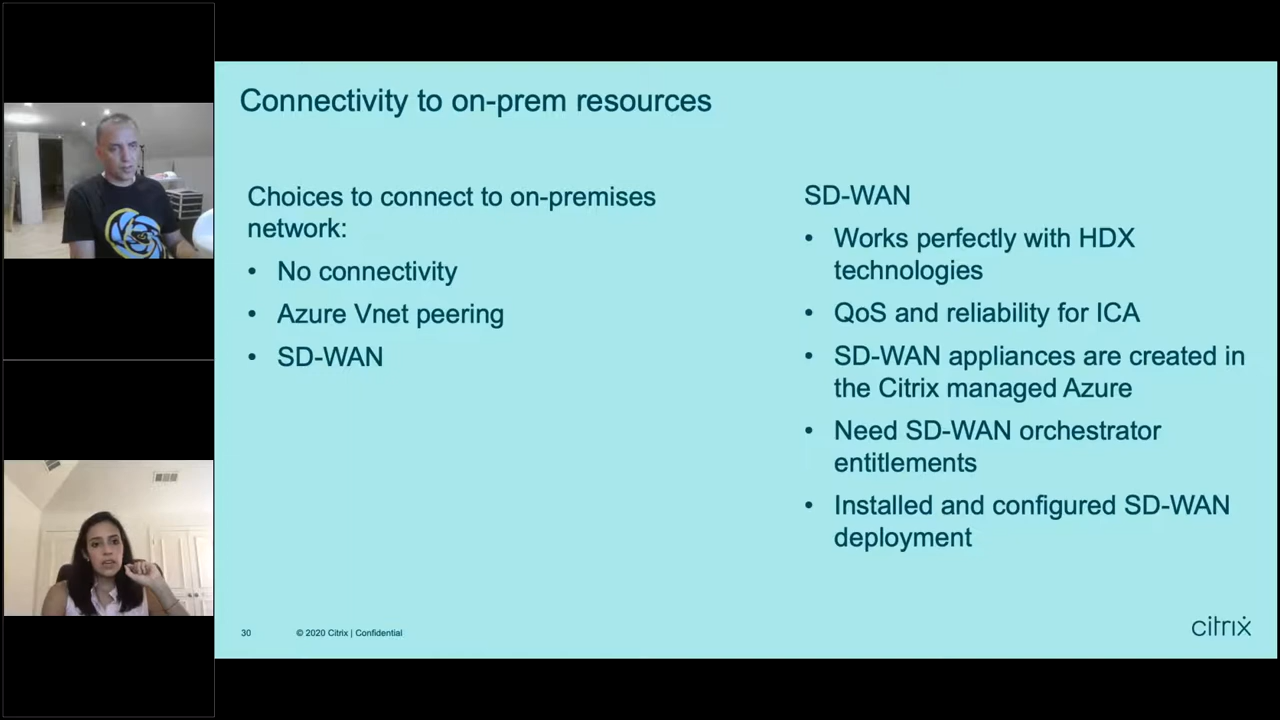 Connectivity to on-prem resources
Choices to connect to on-premises
network:
• No connectivity
• Azure Vnet peering
• SD-WAN
SD-WAN
• Works perfectly with HDX
technologies
• QoS and reliability for ICA
• SD-WAN appliances are created in
the Citrix managed Azure
• Need SD-WAN orchestrator
entitlements
• Installed and configured SD-WAN
deployment
30
© 2020 Citrix | Confidential
citrix